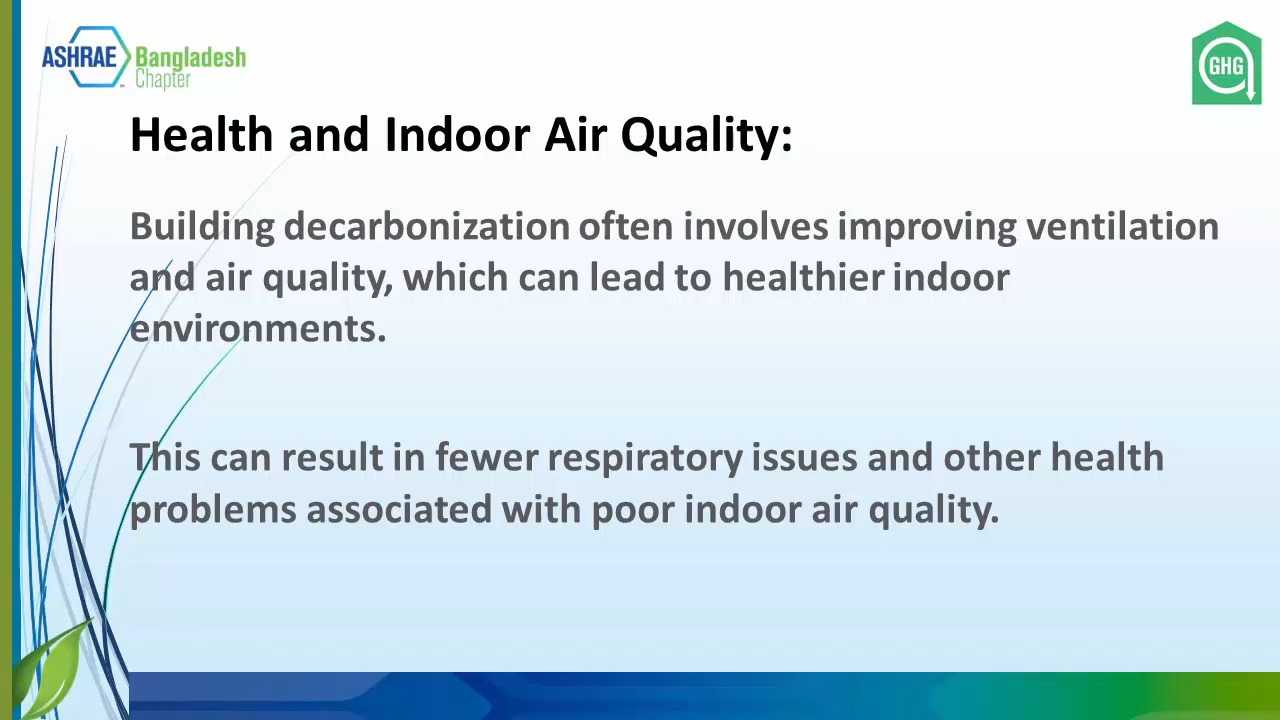 ASHRAE Bangladesh
Chapter
GHG
Health and Indoor Air Quality:
Building decarbonization often involves improving ventilation
and air quality, which can lead to healthier indoor
environments.
This can result in fewer respiratory issues and other health
problems associated with poor indoor air quality.